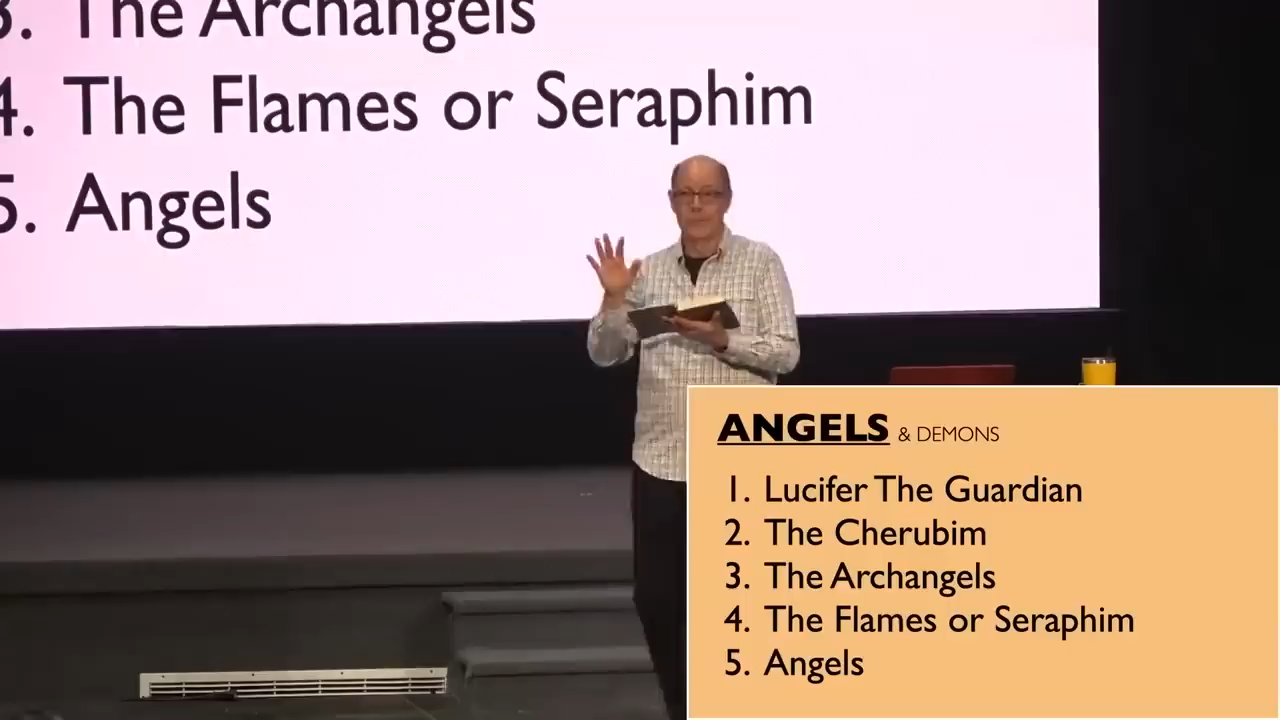 3. The Archangels
4. The Flames or Seraphim
5. Angels
ANGELS & DEMONS
1. Lucifer The Guardian
2. The Cherubim
3. The Archangels
4. The Flames or Seraphim
5. Angels